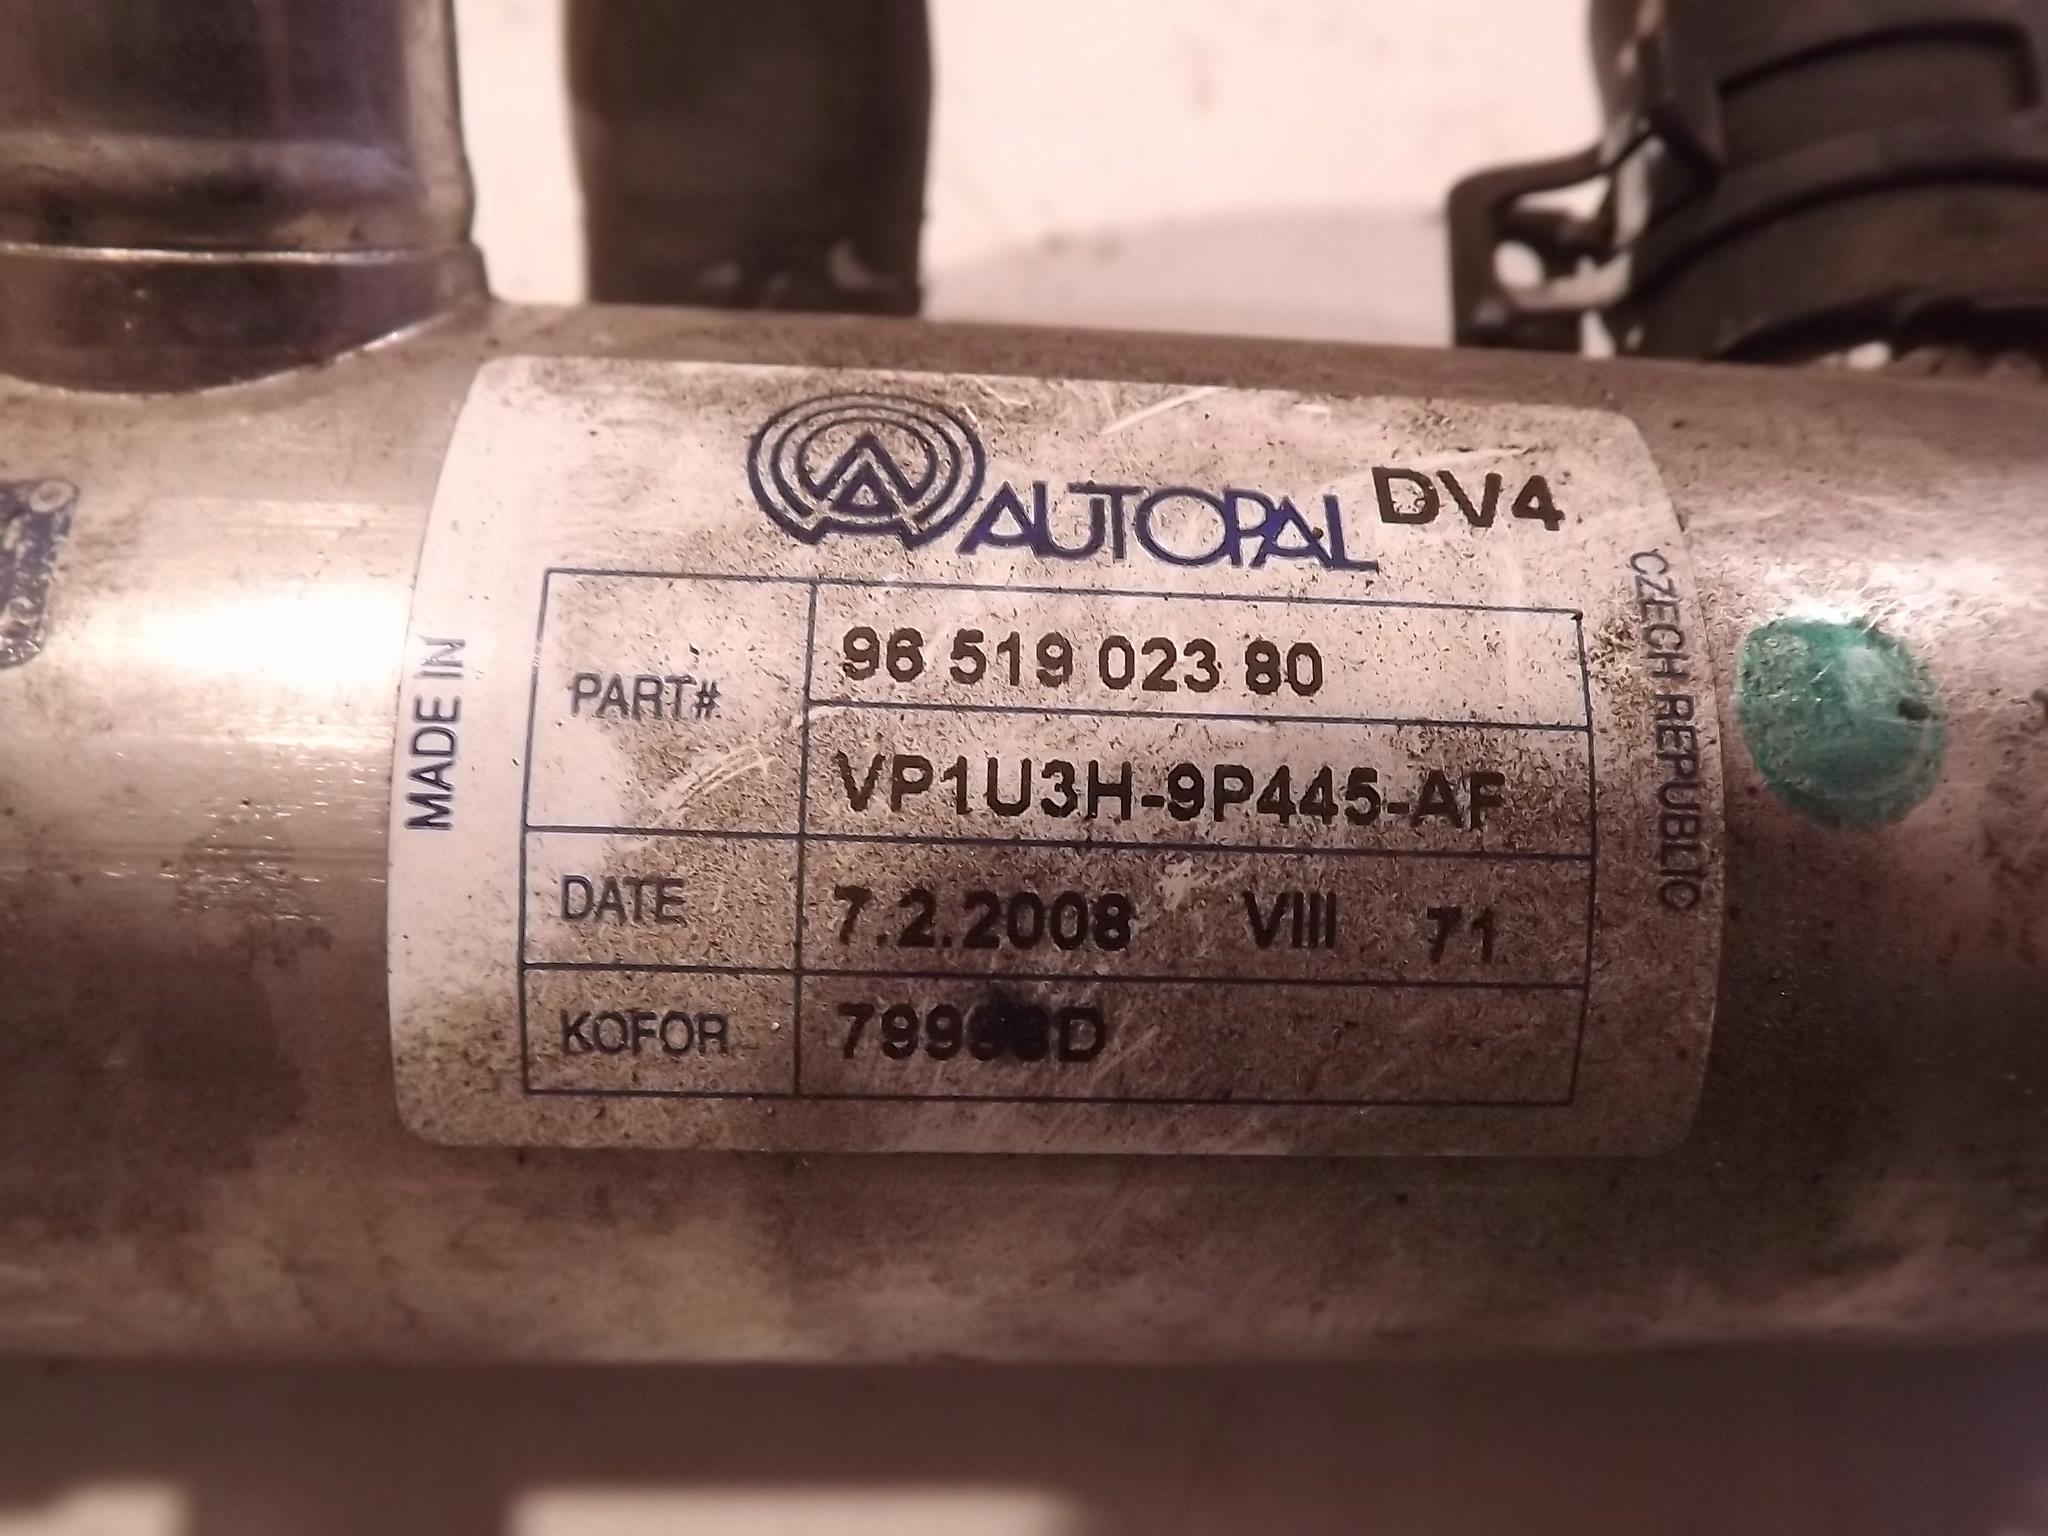 AUTOPAL DV4
MADE IN
CZECH REPUBLIC
PART# 96 519 023 80
VP1U3H-9P445-AF
DATE 7.2.2008 VIII 71
KOFOR